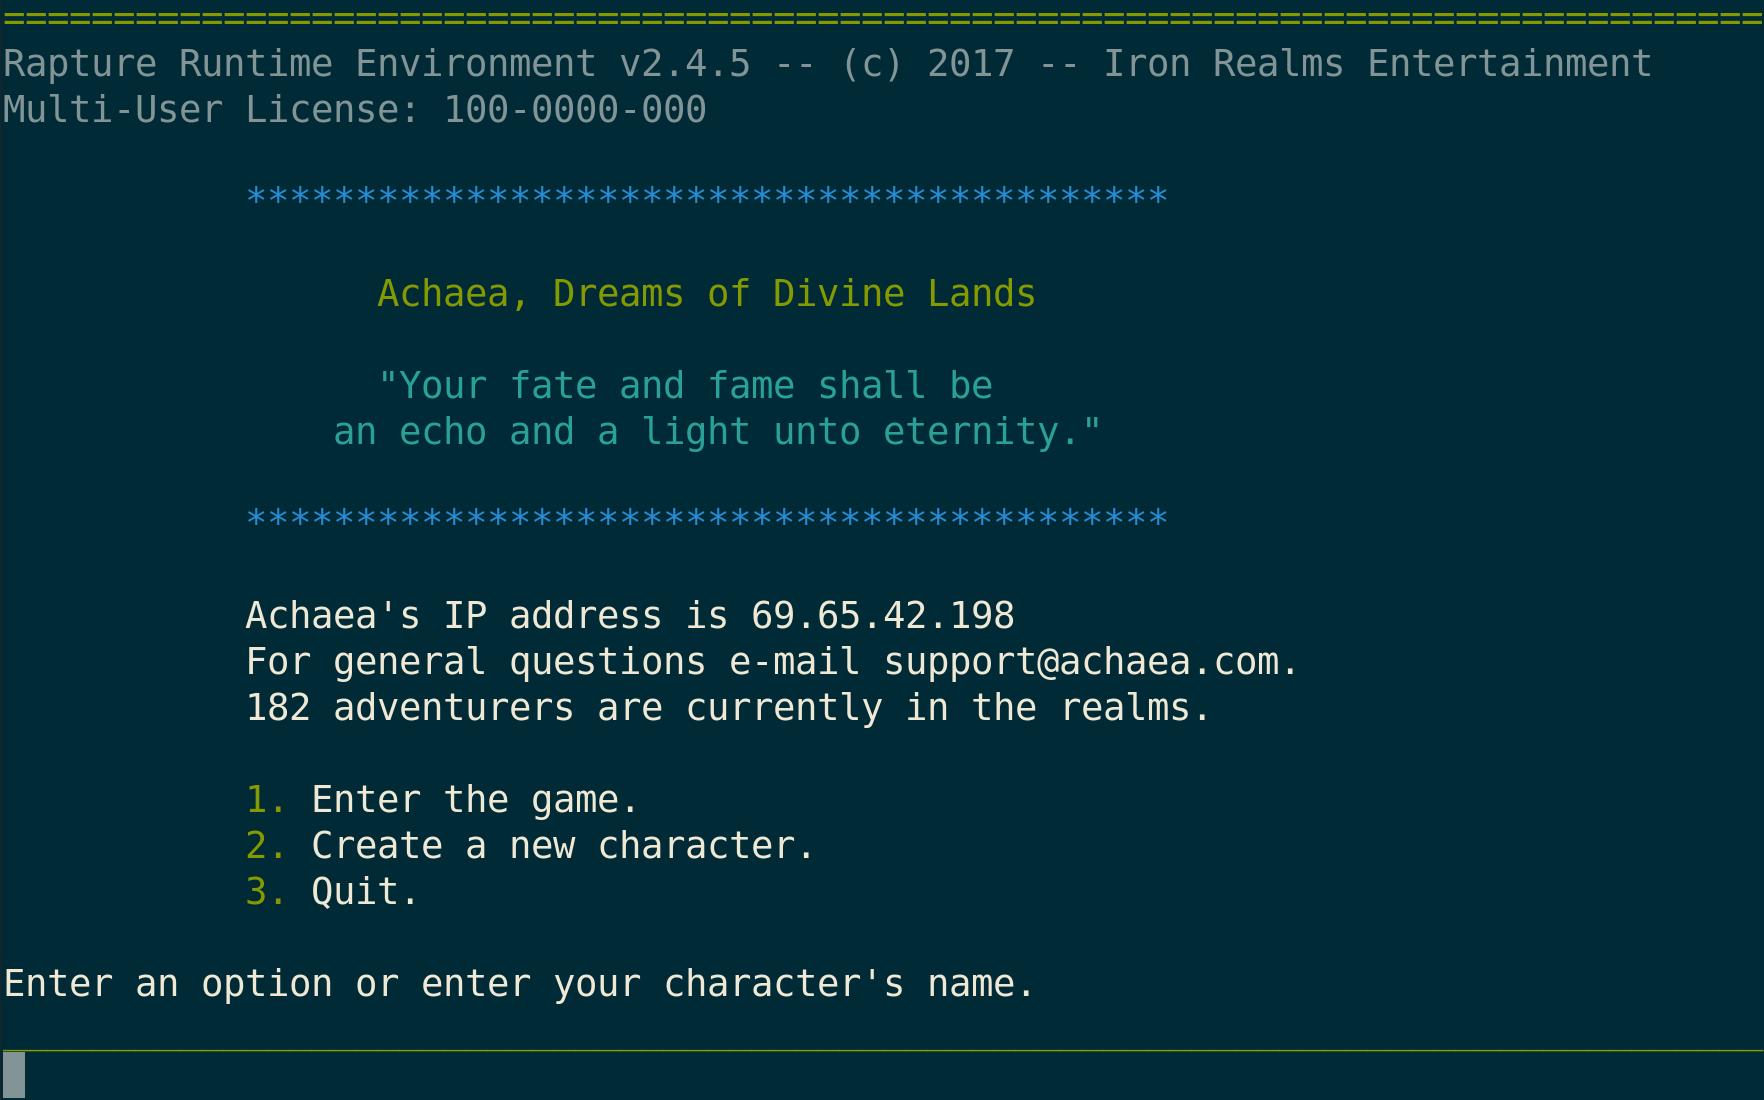 ================================================================================
Rapture Runtime Environment v2.4.5 -- (c) 2017 -- Iron Realms Entertainment
Multi-User License: 100-0000-000
******************************************
Achaea, Dreams of Divine Lands
"Your fate and fame shall be
an echo and a light unto eternity."
******************************************
Achaea's IP address is 69.65.42.198
For general questions e-mail support@achaea.com.
182 adventurers are currently in the realms.
1. Enter the game.
2. Create a new character.
3. Quit.
Enter an option or enter your character's name.